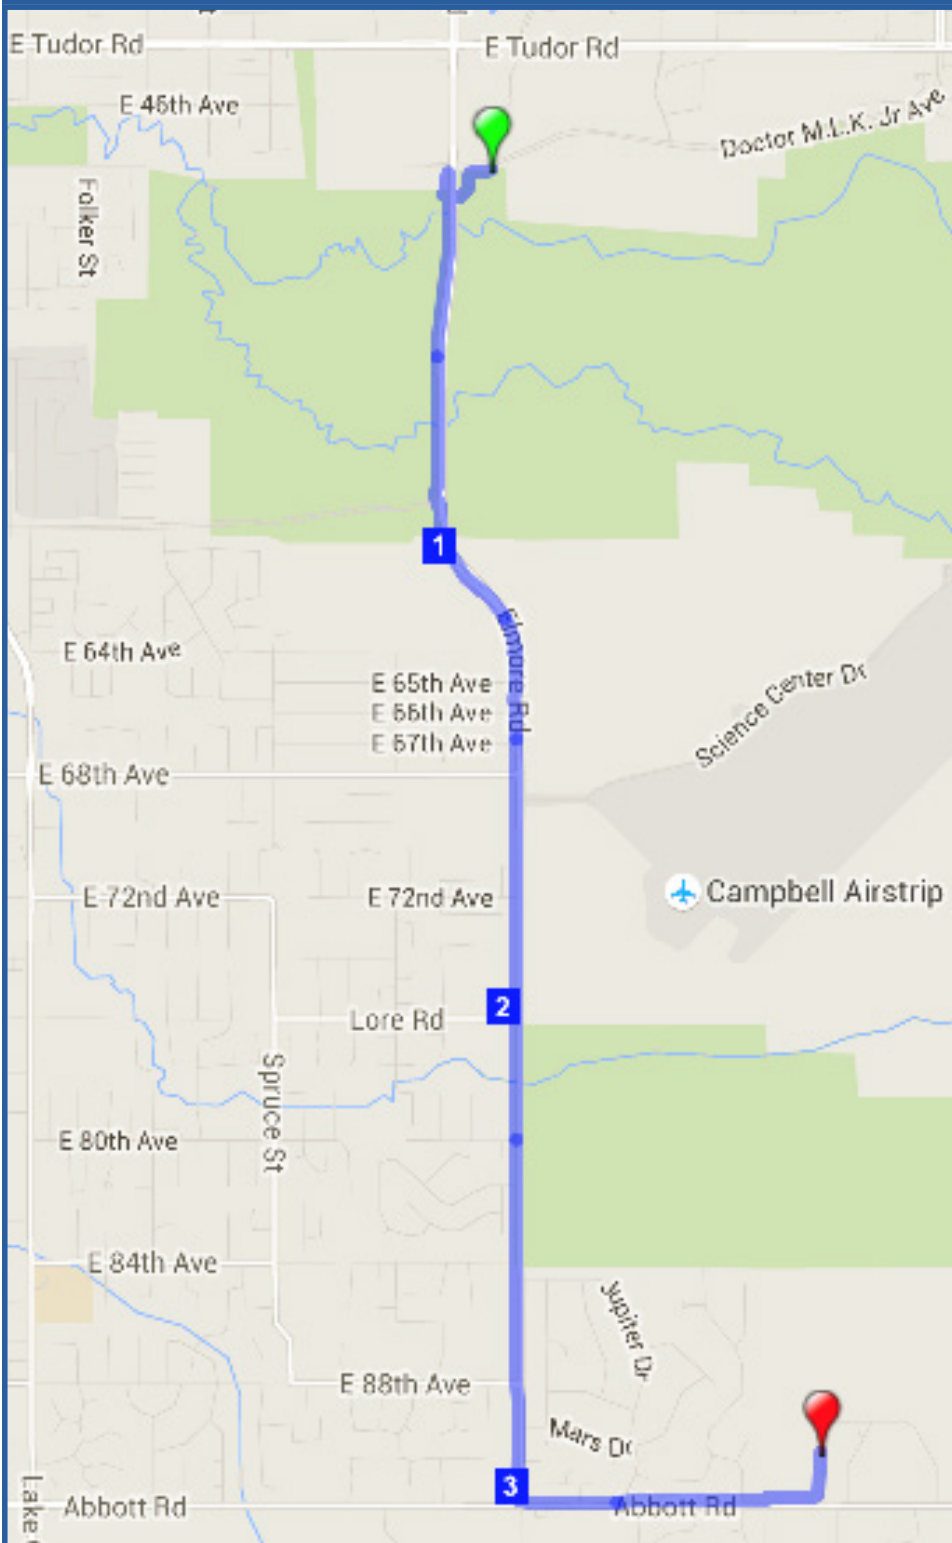 E Tudor Rd
E Tudor Rd
E 46th Ave
Doctor M.L.K. Jr Ave
Folker St
1
Elmore Rd
E 64th Ave
E 65th Ave
E 66th Ave
E 67th Ave
Science Center Dr
E 68th Ave
E 72nd Ave
E 72nd Ave
Campbell Airstrip
2
Lore Rd
Spruce St
E 80th Ave
E 84th Ave
Jupiter Dr
E 88th Ave
Mars Dr
3
Lake
Abbott Rd
Abbott Rd